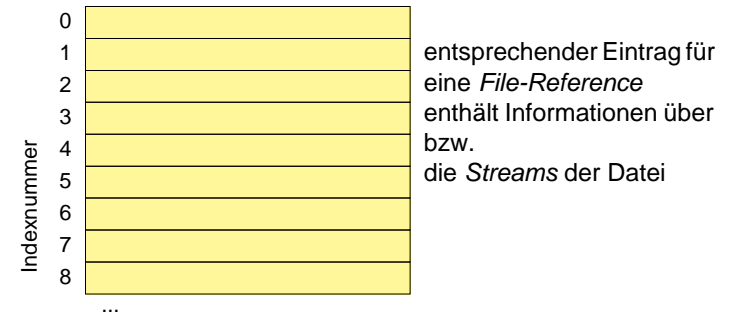 0
1
2
3
4
5
6
7
8
...
Indexnummer
entsprechender Eintrag für
eine File-Reference
enthält Informationen über
bzw.
die Streams der Datei